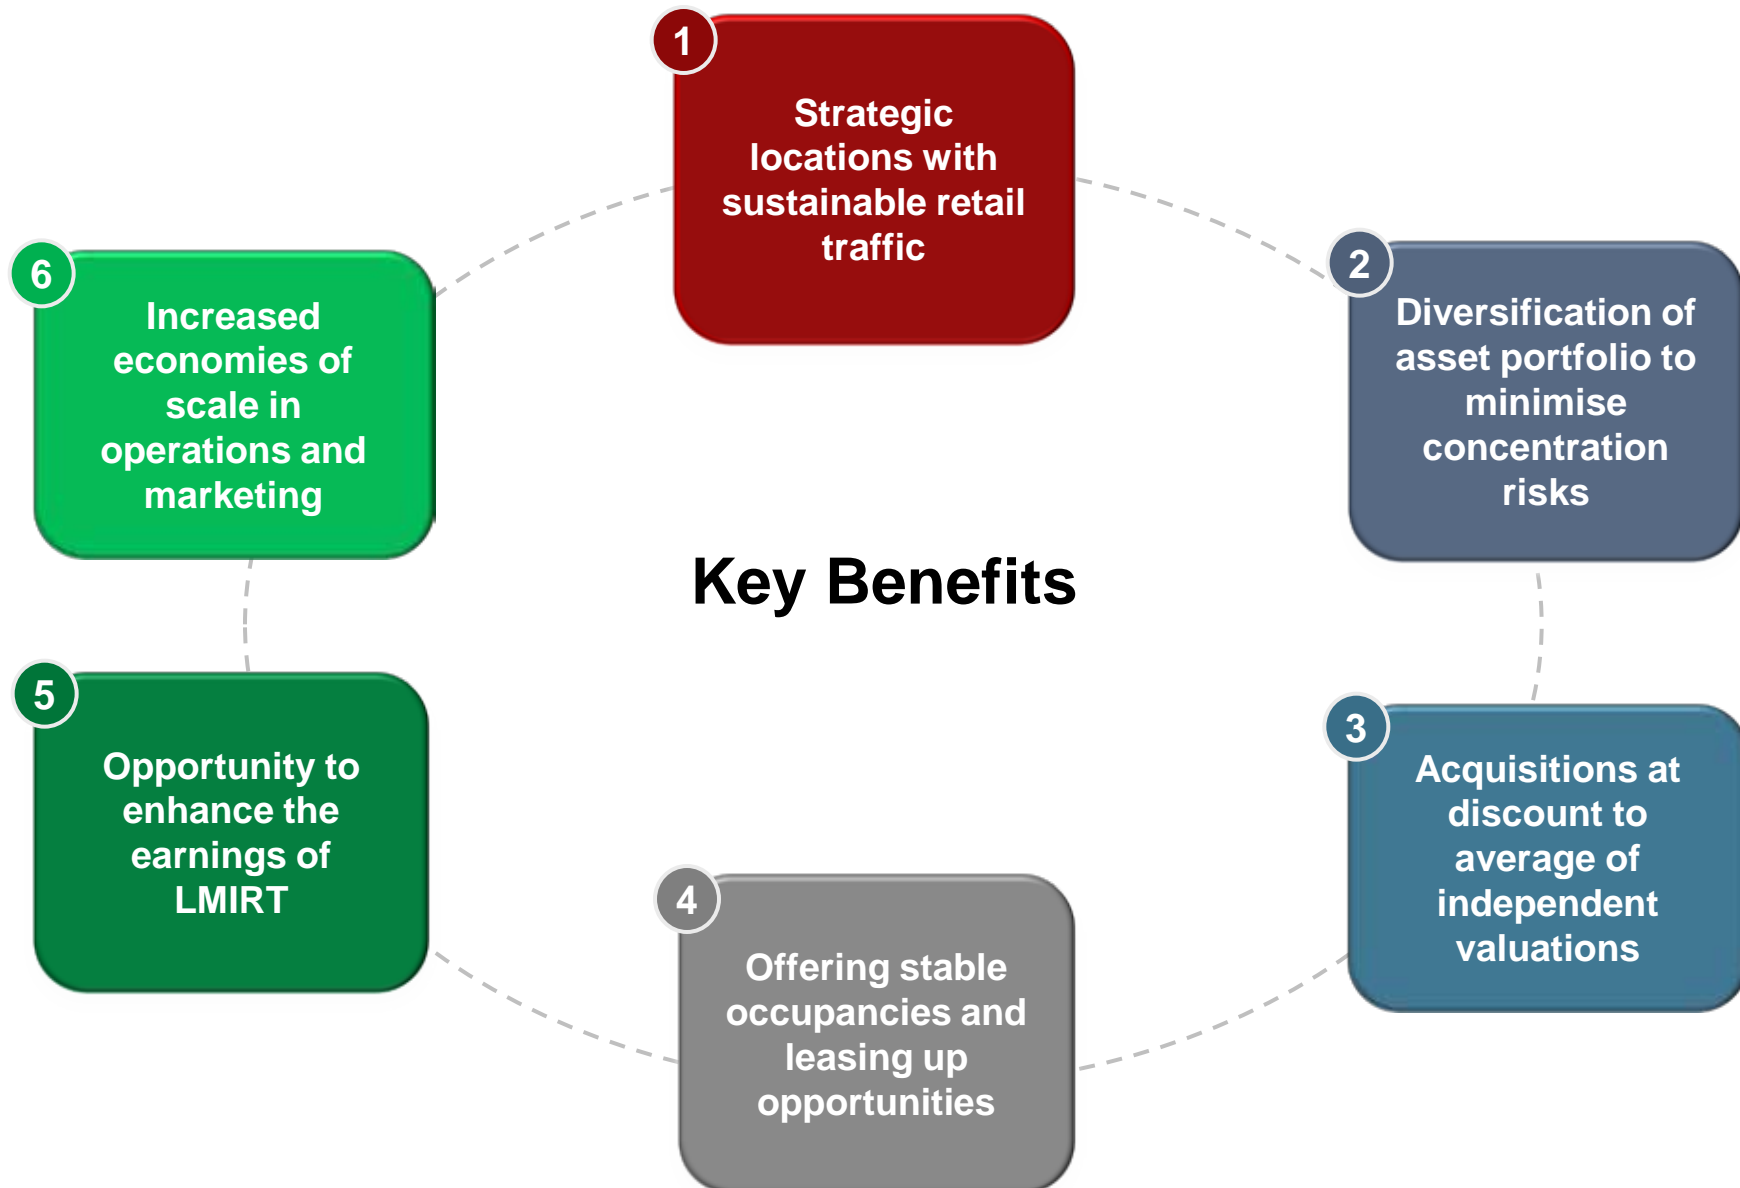 1
Strategic
locations with
sustainable retail
traffic
2
Diversification of
asset portfolio to
minimise
concentration
risks
3
Acquisitions at
discount to
average of
independent
valuations
4
Offering stable
occupancies and
leasing up
opportunities
5
Opportunity to
enhance the
earnings of
LMIRT
6
Increased
economies of
scale in
operations and
marketing
Key Benefits